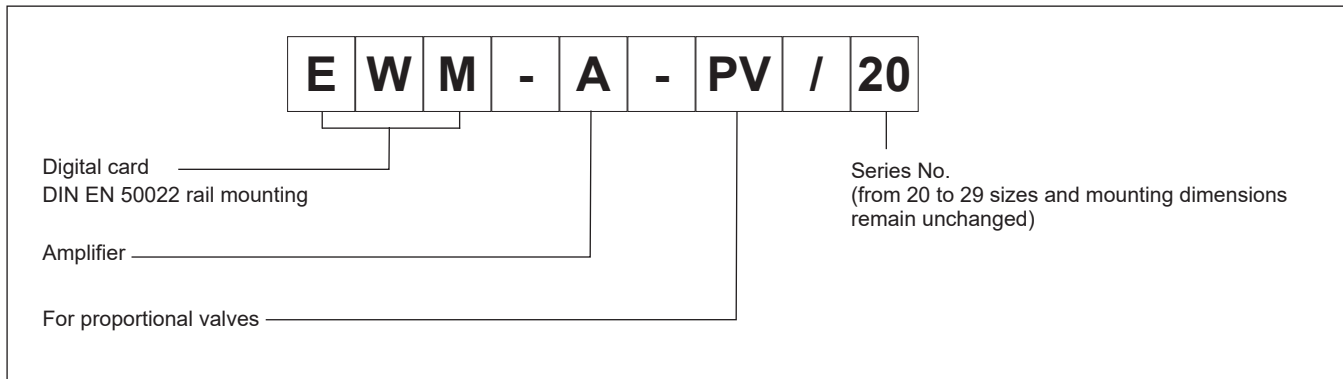 E W M - A - PV / 20
Digital card
DIN EN 50022 rail mounting
Series No.
(from 20 to 29 sizes and mounting dimensions
remain unchanged)
Amplifier
For proportional valves